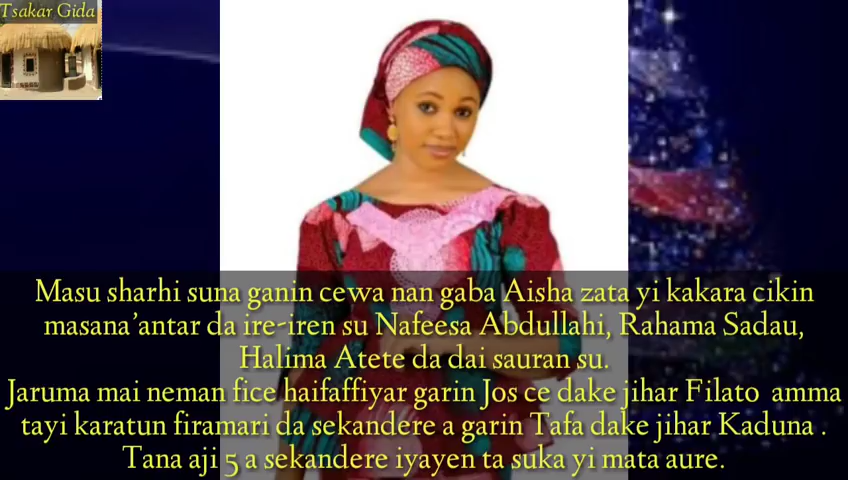 Tsakar Gida
Masu sharhi suna ganin cewa nan gaba Aisha zata yi kakara cikin
masana'antar da ire-iren su Nafeesa Abdullahi, Rahama Sadau,
Halima Atete da dai sauran su.
Jaruma mai neman fice haifaffiyar garin Jos ce dake jihar Filato amma
tayi karatun firamari da sekandere a garin Tafa dake jihar Kaduna .
Tana aji 5 a sekandere iyayen ta suka yi mata aure.